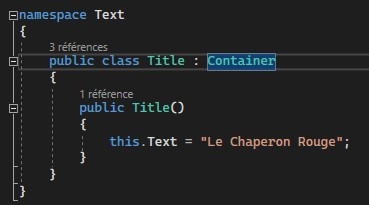 namespace Text
{
3 références
public class Title : Container
{
1 référence
public Title()
{
this.Text = "Le Chaperon Rouge";
}
}
}